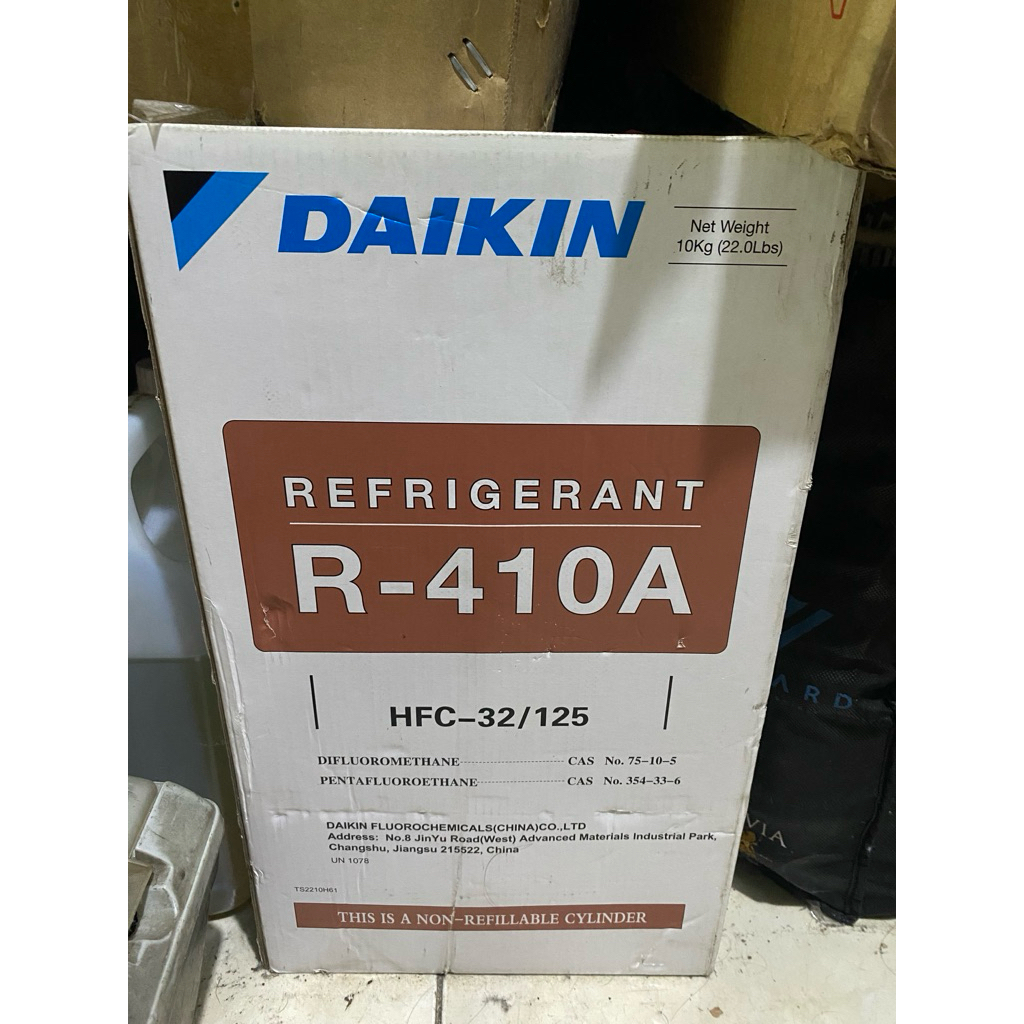 DAIKIN
Net Weight
10Kg (22.0Lbs)
REFRIGERANT
R-410A
HFC-32/125
DIFLUOROMETHANE CAS No. 75-10-5
PENTAFLUOROETHANE CAS No. 354-33-6
DAIKIN FLUOROCHEMICALS(CHINA)CO.,LTD
Address: No.8 JinYu Road(West) Advanced Materials Industrial Park,
Changshu, Jiangsu 215522, China
UN 1078
TS2210H61
THIS IS A NON-REFILLABLE CYLINDER